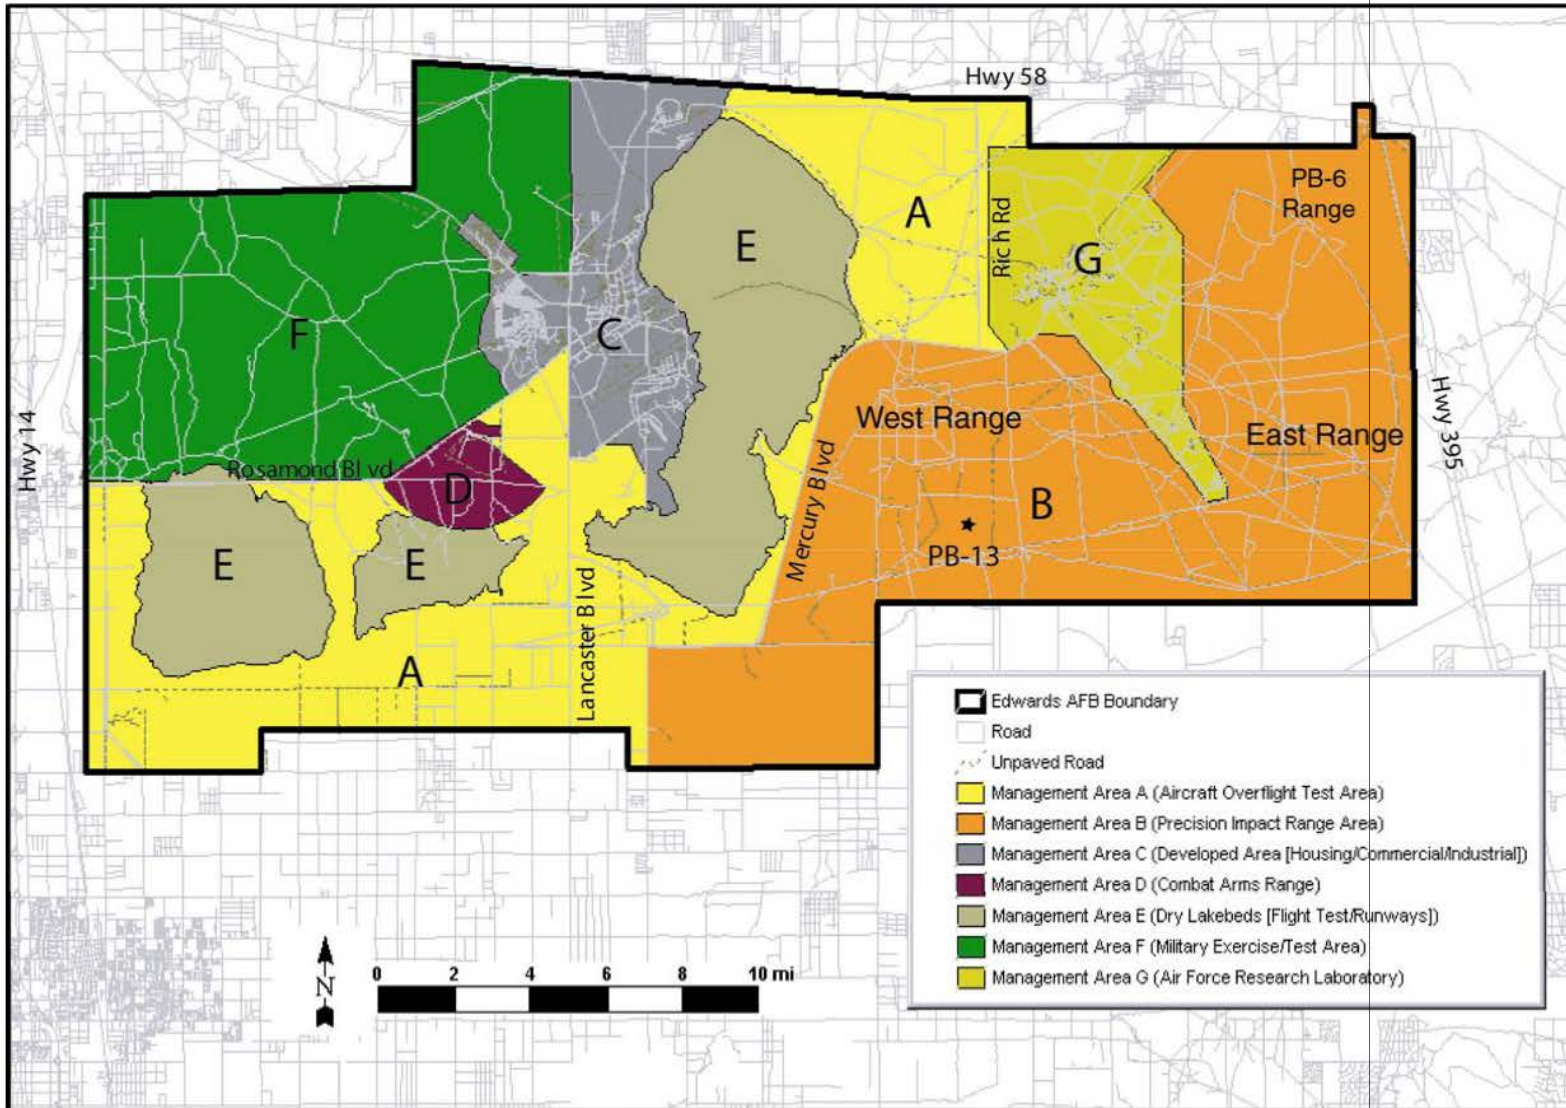 Hwy 58
PB-6
Range
A
E
Rich Rd
G
F
C
Hwy 14
West Range
East Range
Hwy 395
Rosamond Blvd
D
Mercury Blvd
B
PB-13
E
E
Lancaster Blvd
A
Edwards AFB Boundary
Road
Unpaved Road
Management Area A (Aircraft Overflight Test Area)
Management Area B (Precision Impact Range Area)
Management Area C (Developed Area [Housing/Commercial/Industrial])
Management Area D (Combat Arms Range)
Management Area E (Dry Lakebeds [Flight Test/Runways])
Management Area F (Military Exercise/Test Area)
Management Area G (Air Force Research Laboratory)
N
0 2 4 6 8 10 mi